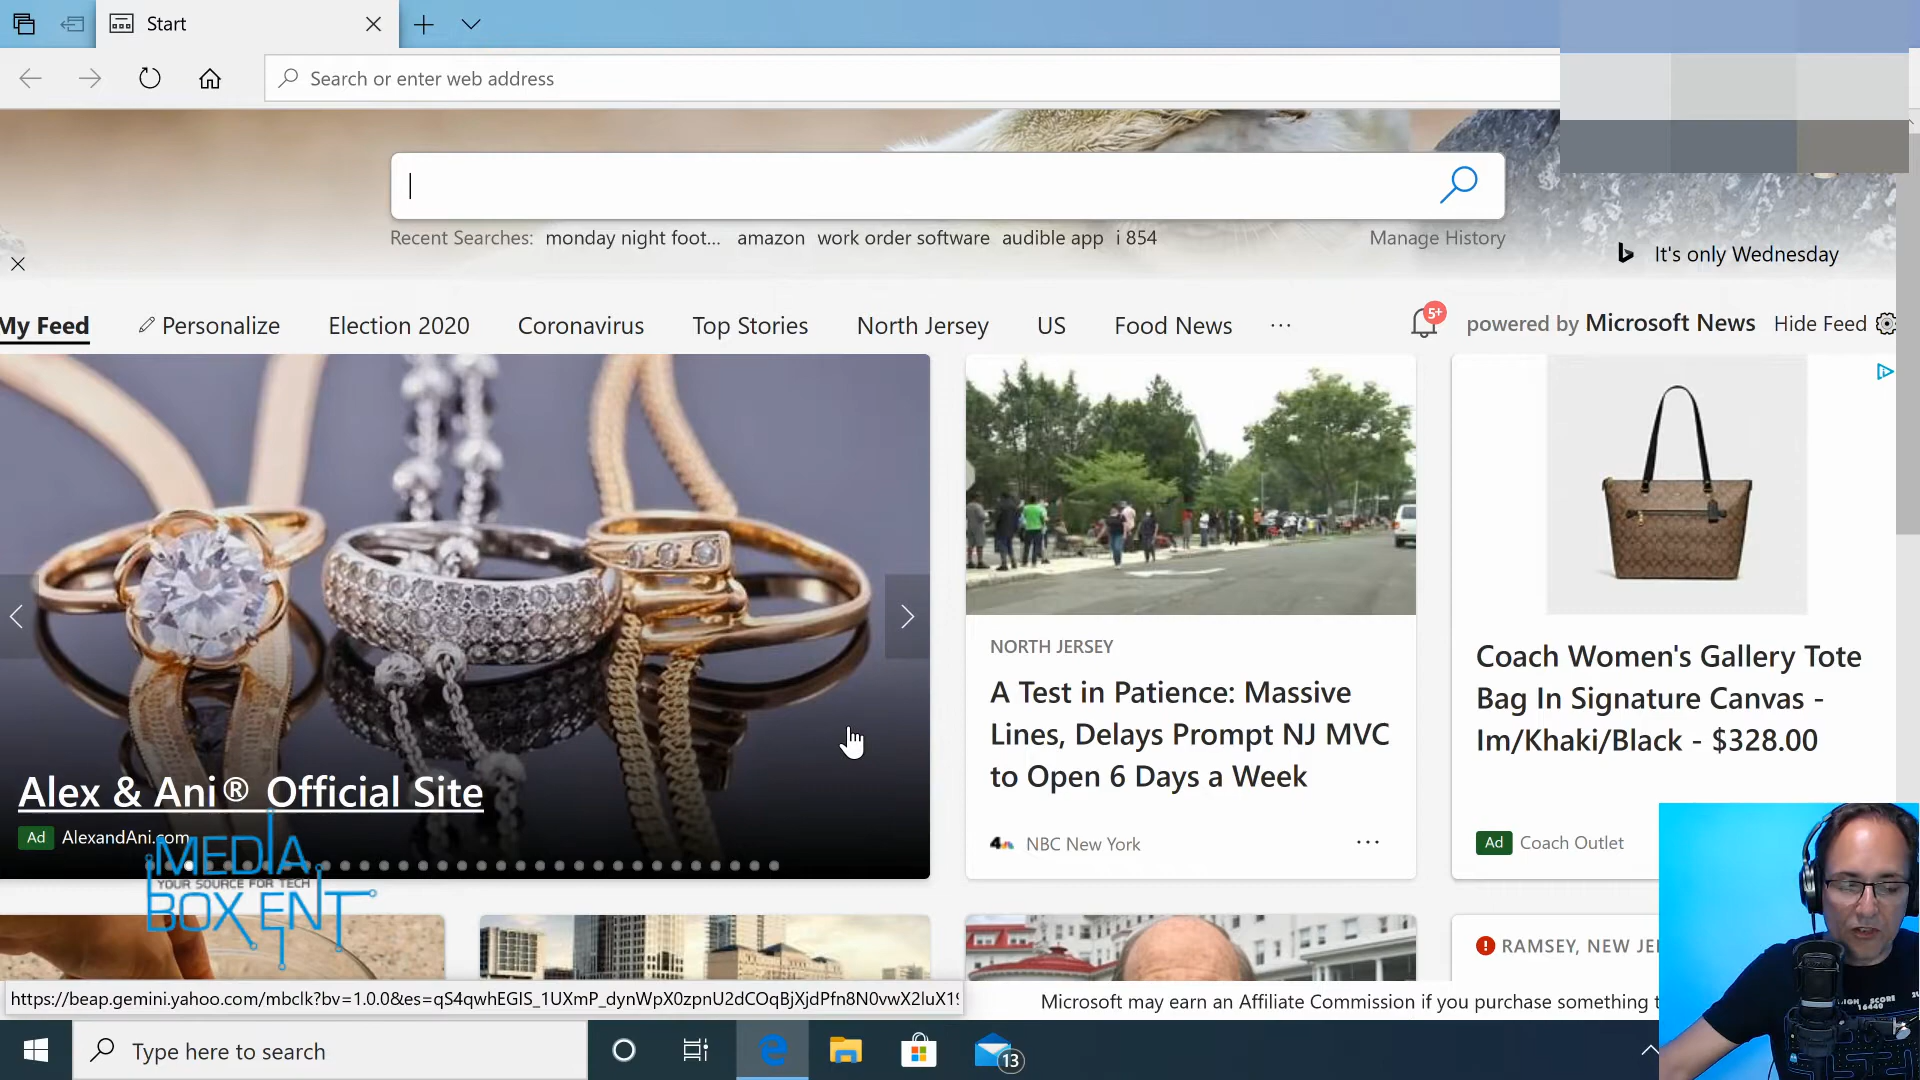 Start
Search or enter web address
Recent Searches: monday night foot... amazon work order software audible app i 854
Manage History
It's only Wednesday
My Feed
Personalize
Election 2020
Coronavirus
Top Stories
North Jersey
US
Food News
...
5+
powered by Microsoft News
Hide Feed
Alex & Ani® Official Site
Ad AlexandAni.com
MEDIA
YOUR SOURCE FOR TECH
BOX ENT
NORTH JERSEY
A Test in Patience: Massive
Lines, Delays Prompt NJ MVC
to Open 6 Days a Week
4 NBC New York
...
Coach Women's Gallery Tote
Bag In Signature Canvas -
Im/Khaki/Black - $328.00
Ad Coach Outlet
RAMSEY, NEW JE
https://beap.gemini.yahoo.com/mbclk?bv=1.0.0&es=qS4qwhEGIS_1UXmP_dynWpX0zpnU2dCOqBjXjdPfn8N0vwX2luX19
Microsoft may earn an Affiliate Commission if you purchase something t
HIGH SCORE
16440
Type here to search
13